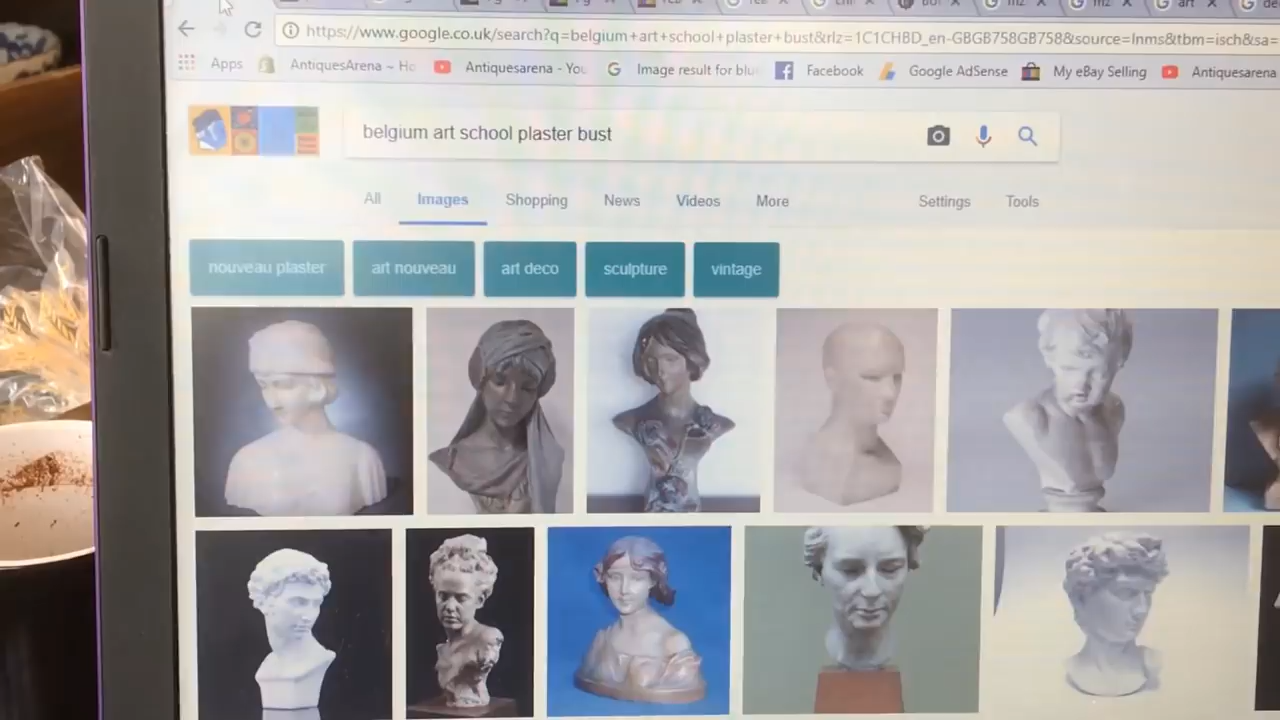 https://www.google.co.uk/search?q=belgium+art+school+plaster+bust&rlz=1C1CHBD_en-GBGB758GB758&source=lnms&tbm=isch&sa=
Apps AntiquesArena ~ Ho Antiquesarena - You Image result for blu Facebook Google AdSense My eBay Selling Antiquesarena
belgium art school plaster bust
All Images Shopping News Videos More Settings Tools
nouveau plaster art nouveau art deco sculpture vintage